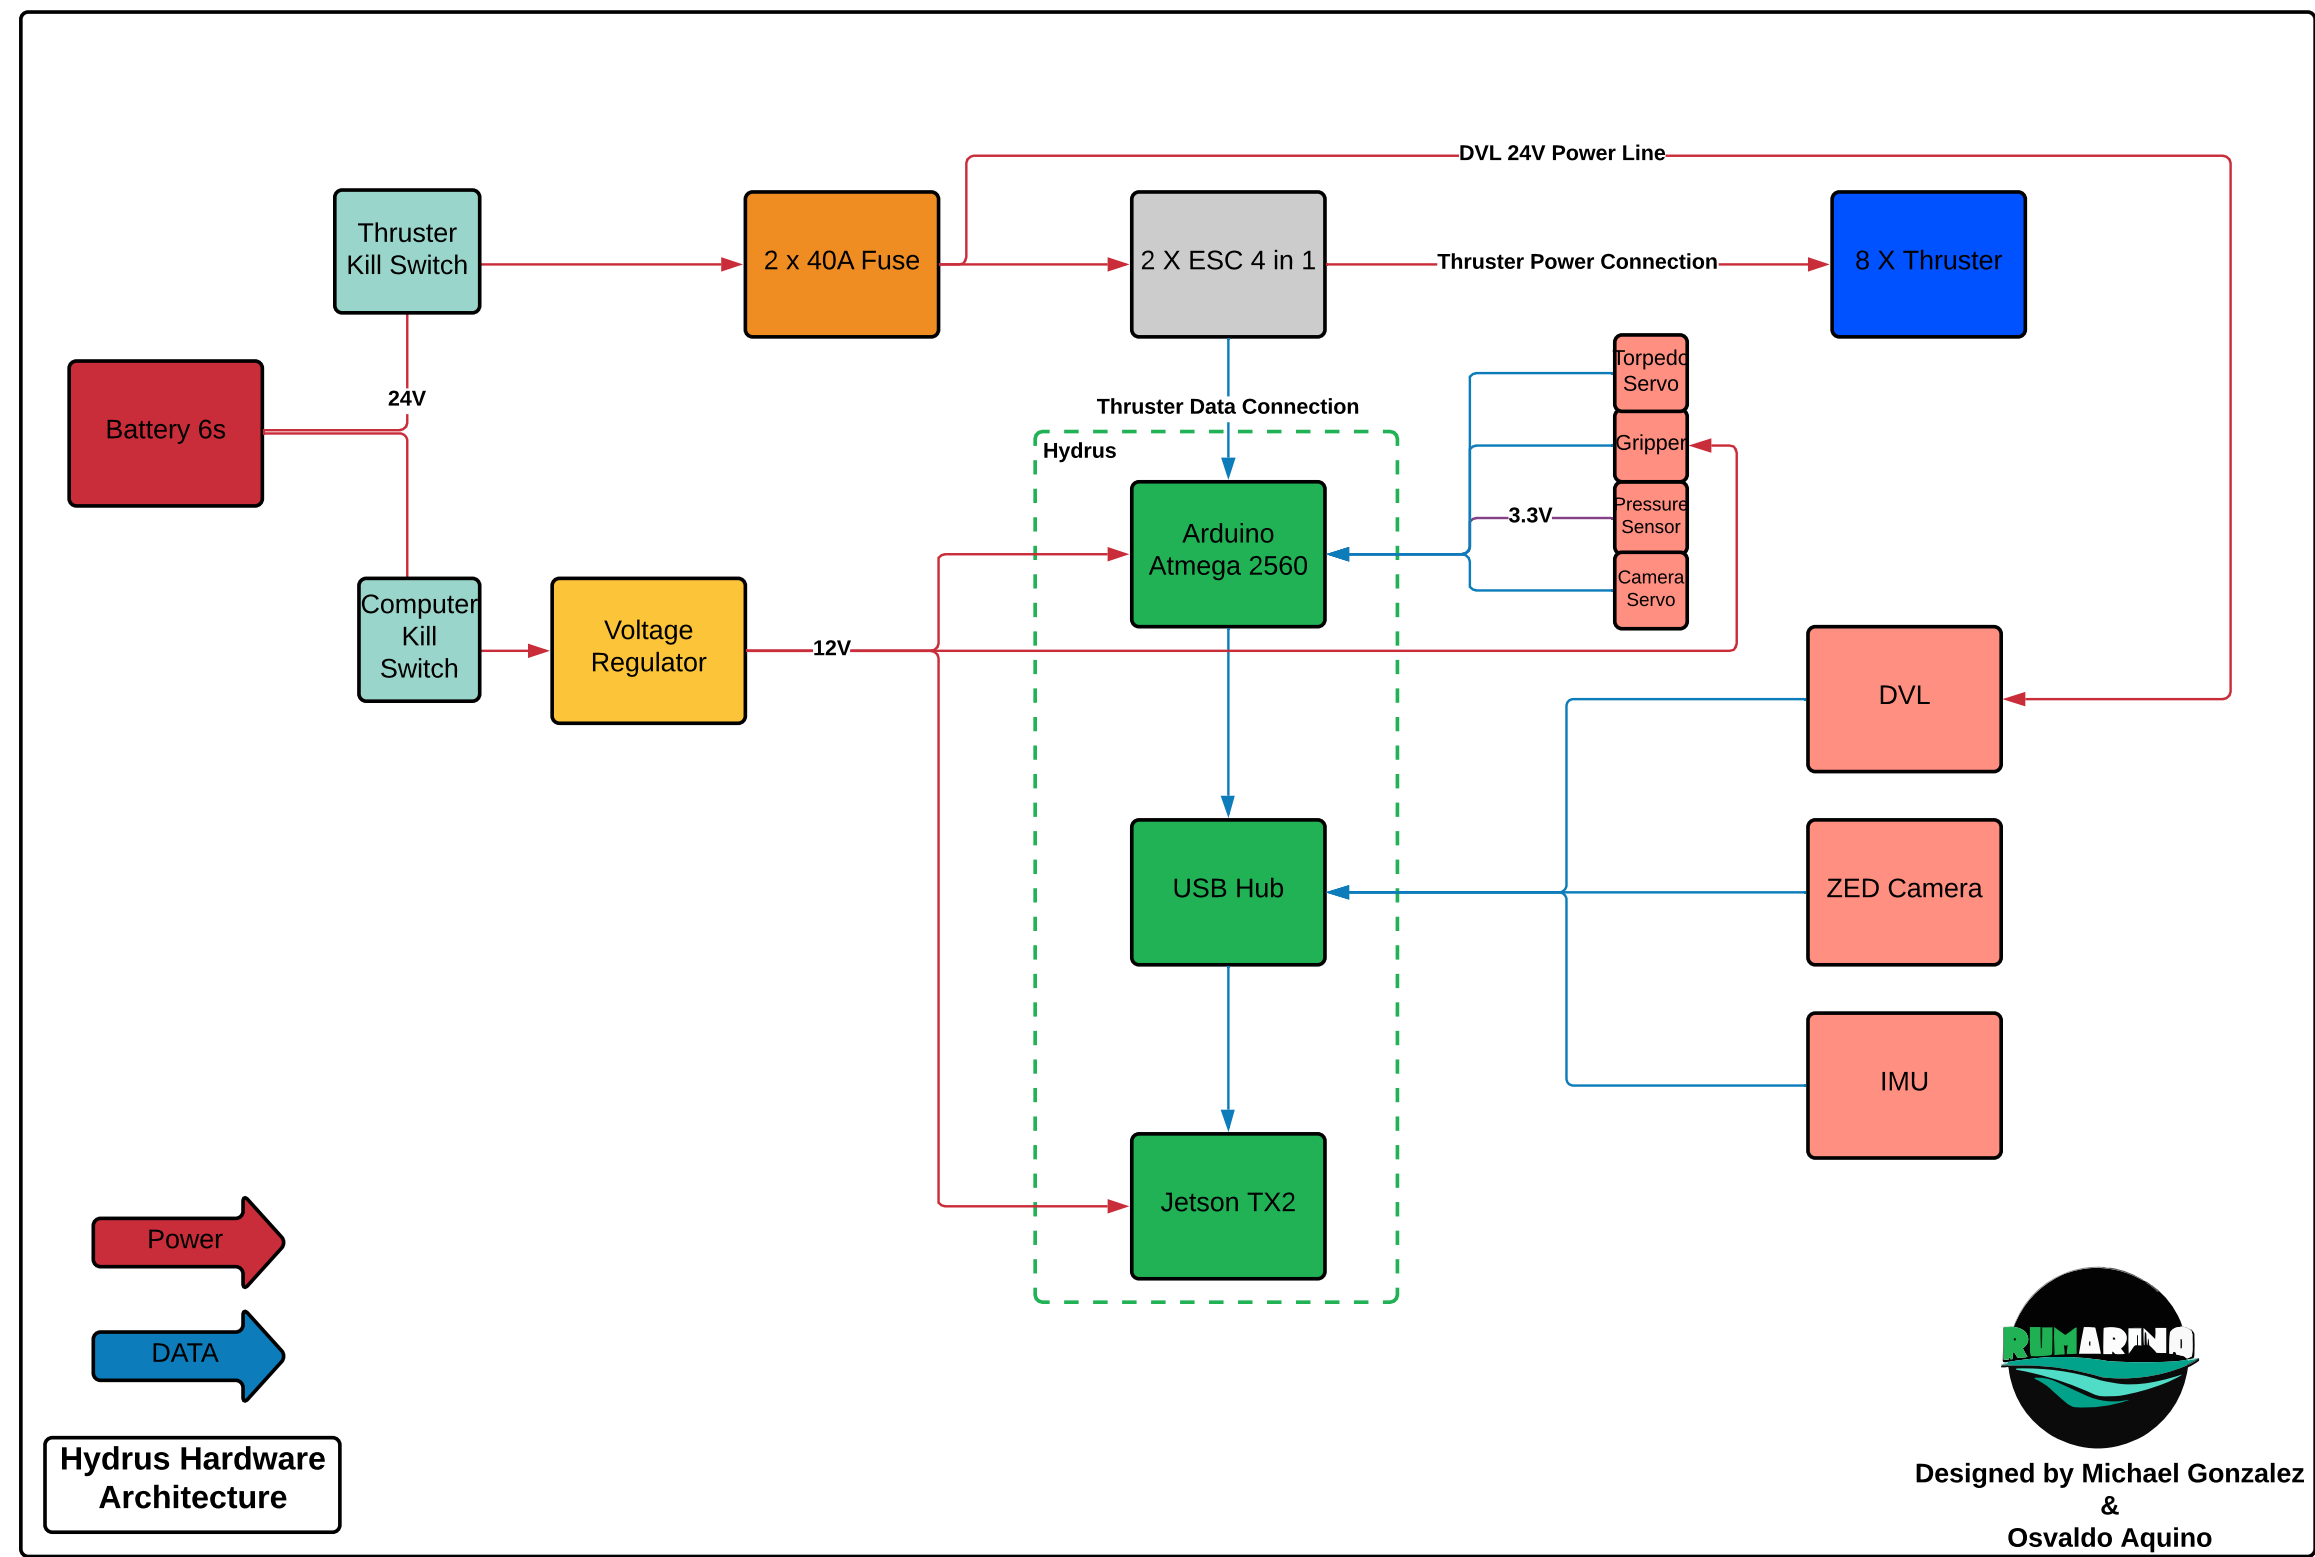 DVL 24V Power Line
Thruster
Kill Switch
2 x 40A Fuse
2 X ESC 4 in 1
Thruster Power Connection
8 X Thruster
Battery 6s
24V
Thruster Data Connection
Hydrus
Torpedo
Servo
Gripper
Pressure
Sensor
3.3V
Camera
Servo
Arduino
Atmega 2560
Computer
Kill
Switch
Voltage
Regulator
12V
DVL
USB Hub
ZED Camera
IMU
Jetson TX2
Power
DATA
Hydrus Hardware
Architecture
RUMARINO
Designed by Michael Gonzalez
&
Osvaldo Aquino